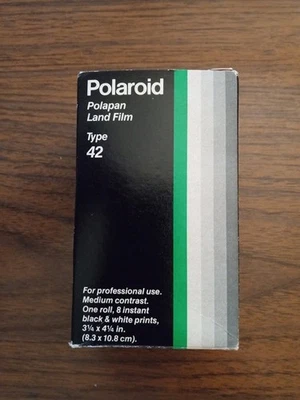 Polaroid
Polapan
Land Film
Type
42
For professional use.
Medium contrast.
One roll, 8 instant
black & white prints,
3¼ x 4¼ in.
(8.3 x 10.8 cm).